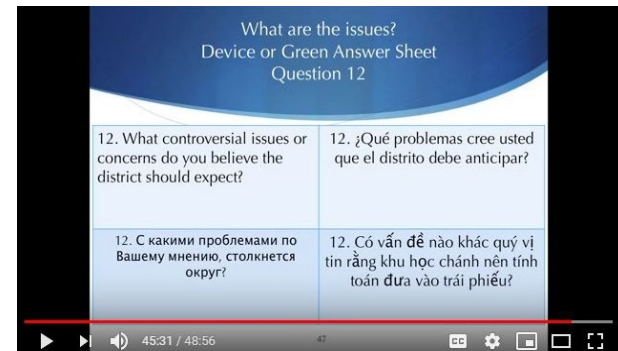 What are the issues?
Device or Green Answer Sheet
Question 12
12. What controversial issues or
concerns do you believe the
district should expect?
12. ¿Qué problemas cree usted
que el distrito debe anticipar?
12. С какими проблемами по
Вашему мнению, столкнется
округ?
12. Có vấn đề nào khác quý vị
tin rằng khu học chánh nên tính
toán đưa vào trái phiếu?
45:31 / 48:56
47
CC